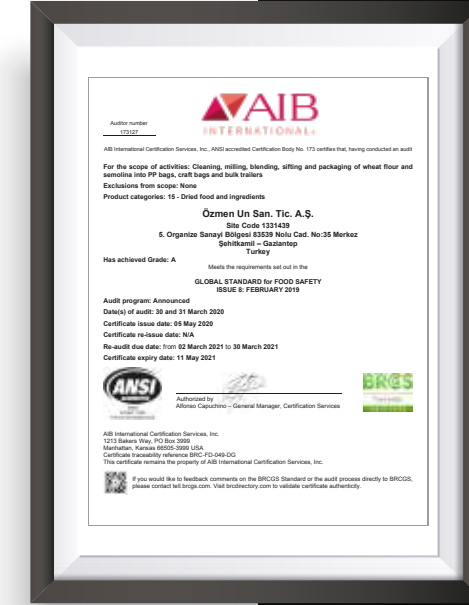 AIB
INTERNATIONAL
Auditor number
173127
AIB International Certification Services, Inc., ANSI accredited Certification Body No. 173 certifies that, having conducted an audit
For the scope of activities: Cleaning, milling, blending, sifting and packaging of wheat flour and
semolina into PP bags, craft bags and bulk trailers
Exclusions from scope: None
Product categories: 15 - Dried food and ingredients
Özmen Un San. Tic. A.Ş.
Site Code 1331439
5. Organize Sanayi Bölgesi 83539 Nolu Cad. No:35 Merkez
Şehitkamil – Gaziantep
Turkey
Has achieved Grade: A
Meets the requirements set out in the
GLOBAL STANDARD for FOOD SAFETY
ISSUE 8: FEBRUARY 2019
Audit program: Announced
Date(s) of audit: 30 and 31 March 2020
Certificate issue date: 05 May 2020
Certificate re-issue date: N/A
Re-audit due date: from 02 March 2021 to 30 March 2021
Certificate expiry date: 11 May 2021
ANSI
BRCGS
Authorized by
Alfonso Capuchino – General Manager, Certification Services
AIB International Certification Services, Inc.
1213 Bakers Way, PO Box 3999
Manhattan, Kansas 66505-3999 USA
Certificate traceability reference BRC-FD-049-DG
This certificate remains the property of AIB International Certification Services, Inc.
If you would like to feedback comments on the BRCGS Standard or the audit process directly to BRCGS,
please contact tell.brcgs.com. Visit brcdirectory.com to validate certificate authenticity.